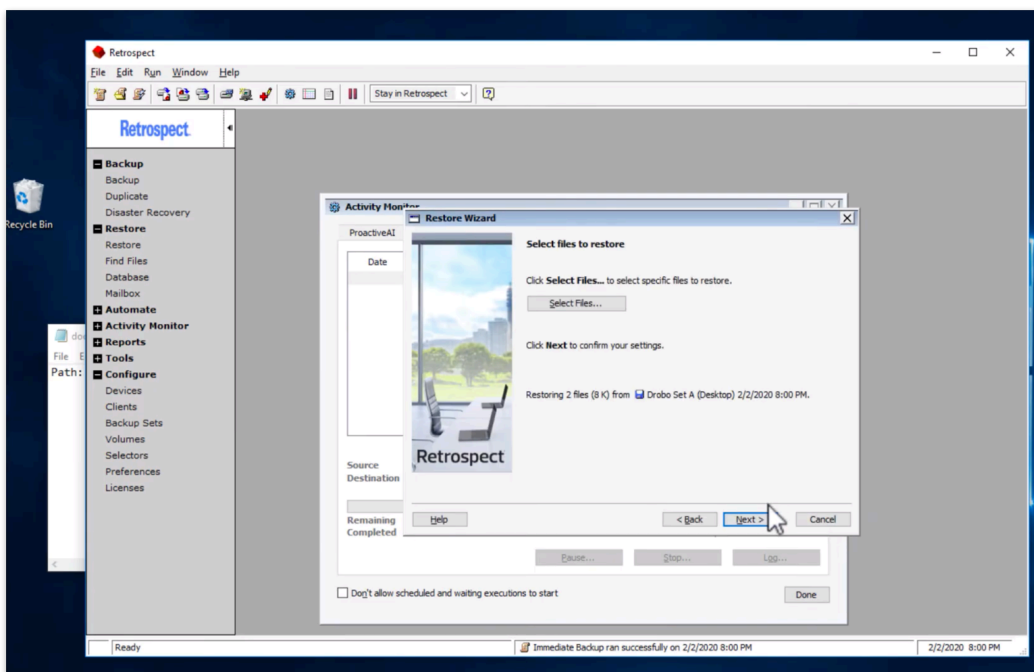 Retrospect
File Edit Run Window Help
Stay in Retrospect
Retrospect
Backup
Backup
Duplicate
Disaster Recovery
Restore
Restore
Find Files
Database
Mailbox
Automate
Activity Monitor
Reports
Tools
Configure
Devices
Clients
Backup Sets
Volumes
Selectors
Preferences
Licenses
Recycle Bin
File
Path:
Activity Monitor
ProactiveAI
Date
Source
Destination
Remaining
Completed
Restore Wizard
Select files to restore
Click Select Files... to select specific files to restore.
Select Files...
Click Next to confirm your settings.
Restoring 2 files (8 K) from Drobo Set A (Desktop) 2/2/2020 8:00 PM.
Retrospect
Help
< Back Next > Cancel
Pause... Stop... Log...
Don't allow scheduled and waiting executions to start
Done
Ready
Immediate Backup ran successfully on 2/2/2020 8:00 PM
2/2/2020 8:00 PM